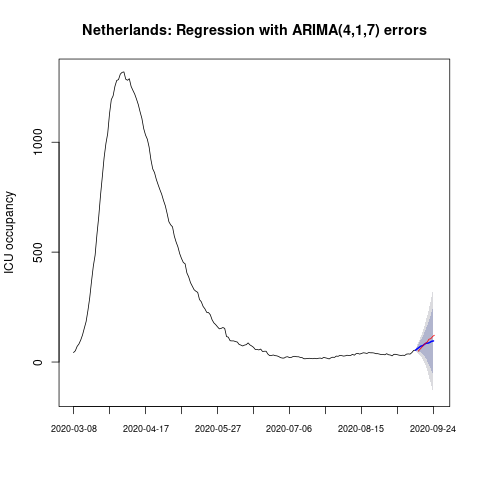 Netherlands: Regression with ARIMA(4,1,7) errors
ICU occupancy
1000
500
0
2020-03-08 2020-04-17 2020-05-27 2020-07-06 2020-08-15 2020-09-24